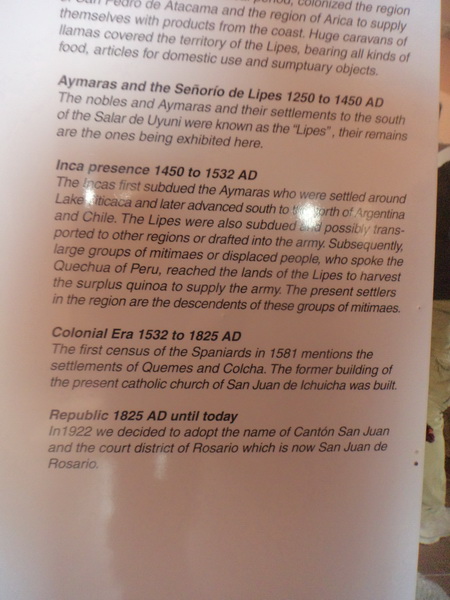 of San Pedro de Atacama and the region of Arica to supply
themselves with products from the coast. Huge caravans of
llamas covered the territory of the Lipes, bearing all kinds of
food, articles for domestic use and sumptuary objects.
Aymaras and the Señorío de Lipes 1250 to 1450 AD
The nobles and Aymaras and their settlements to the south
of the Salar de Uyuni were known as the "Lipes", their remains
are the ones being exhibited here.
Inca presence 1450 to 1532 AD
The Incas first subdued the Aymaras who were settled around
Lake Titicaca and later advanced south to the north of Argentina
and Chile. The Lipes were also subdued and possibly trans-
ported to other regions or drafted into the army. Subsequently,
large groups of mitimaes or displaced people, who spoke the
Quechua of Peru, reached the lands of the Lipes to harvest
the surplus quinoa to supply the army. The present settlers
in the region are the descendents of these groups of mitimaes.
Colonial Era 1532 to 1825 AD
The first census of the Spaniards in 1581 mentions the
settlements of Quemes and Colcha. The former building of
the present catholic church of San Juan de Ichuicha was built.
Republic 1825 AD until today
In1922 we decided to adopt the name of Cantón San Juan
and the court district of Rosario which is now San Juan de
Rosario.